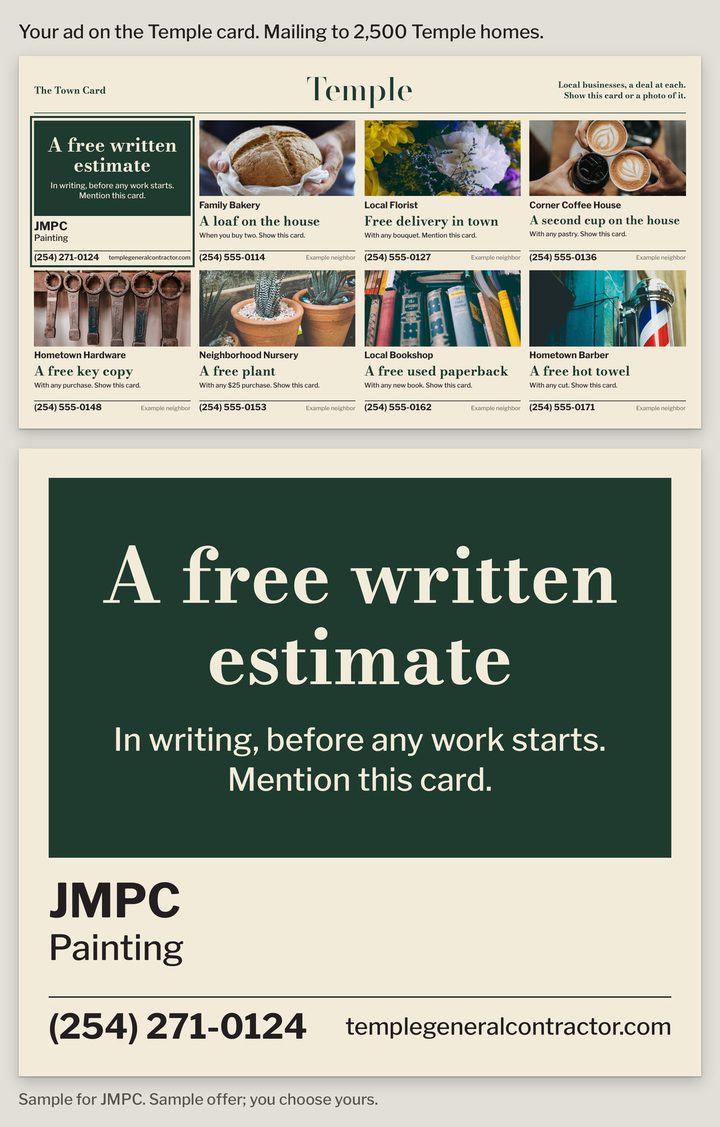 Your ad on the Temple card. Mailing to 2,500 Temple homes.
The Town Card
Temple
Local businesses, a deal at each.
Show this card or a photo of it.
A free written
estimate
In writing, before any work starts.
Mention this card.
JMPC
Painting
(254) 271-0124 templegeneralcontractor.com
Family Bakery
A loaf on the house
When you buy two. Show this card.
(254) 555-0114 Example neighbor
Local Florist
Free delivery in town
With any bouquet. Mention this card.
(254) 555-0127 Example neighbor
Corner Coffee House
A second cup on the house
With any pastry. Show this card.
(254) 555-0136 Example neighbor
Hometown Hardware
A free key copy
With any purchase. Show this card.
(254) 555-0148 Example neighbor
Neighborhood Nursery
A free plant
With any $25 purchase. Show this card.
(254) 555-0153 Example neighbor
Local Bookshop
A free used paperback
With any new book. Show this card.
(254) 555-0162 Example neighbor
Hometown Barber
A free hot towel
With any cut. Show this card.
(254) 555-0171 Example neighbor
A free written
estimate
In writing, before any work starts.
Mention this card.
JMPC
Painting
(254) 271-0124 templegeneralcontractor.com
Sample for JMPC. Sample offer; you choose yours.